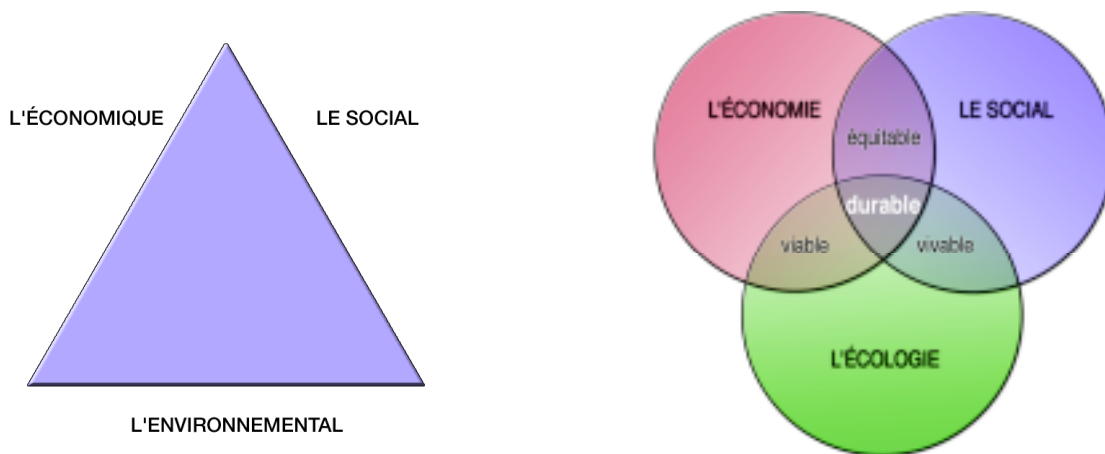 L'ÉCONOMIQUE
LE SOCIAL
L'ENVIRONNEMENTAL
L'ÉCONOMIE
LE SOCIAL
équitable
durable
viable
vivable
L'ÉCOLOGIE